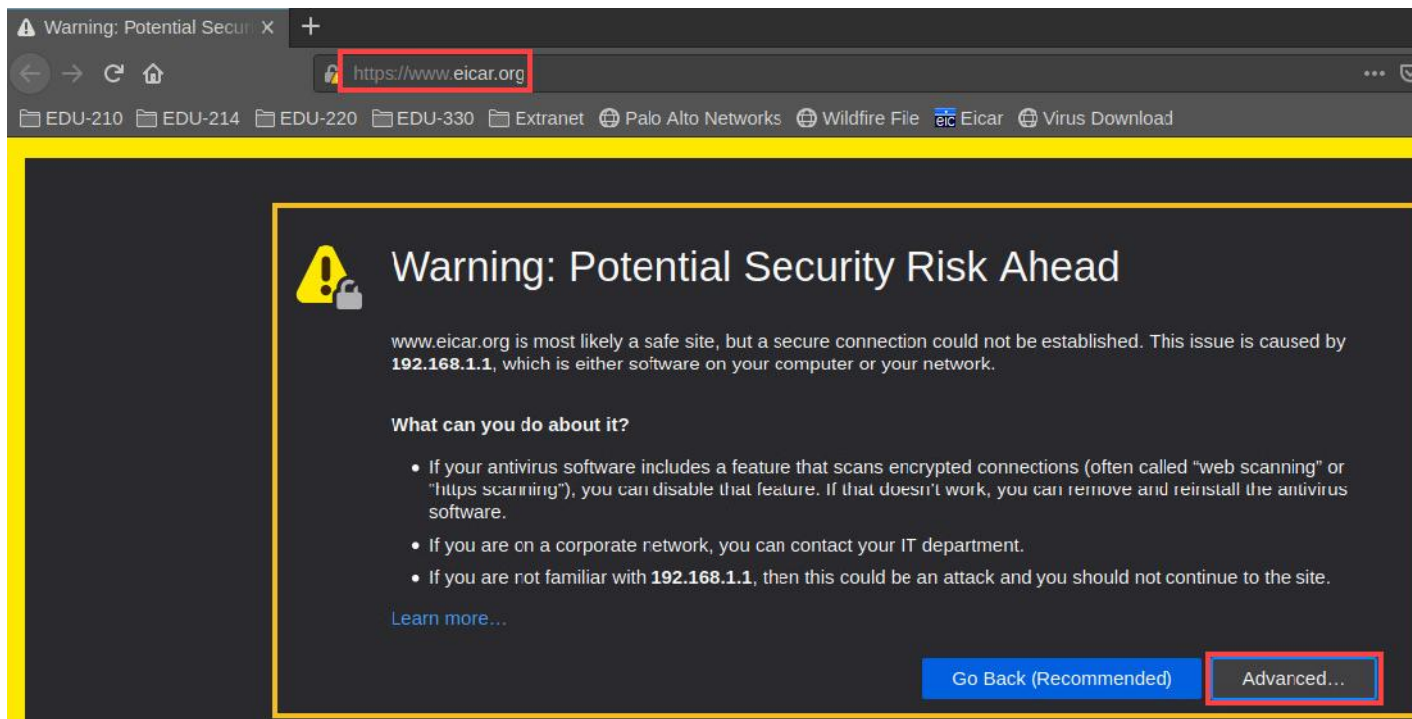 Warning: Potential Secur
https://www.eicar.org
EDU-210 EDU-214 EDU-220 EDU-330 Extranet Palo Alto Networks Wildfire File eic Eicar Virus Download
Warning: Potential Security Risk Ahead
www.eicar.org is most likely a safe site, but a secure connection could not be established. This issue is caused by
192.168.1.1, which is either software on your computer or your network.
What can you do about it?
• If your antivirus software includes a feature that scans encrypted connections (often called “web scanning” or
“https scanning”), you can disable that feature. If that doesn't work, you can remove and reinstall the antivirus
software.
• If you are on a corporate network, you can contact your IT department.
• If you are not familiar with 192.168.1.1, then this could be an attack and you should not continue to the site.
Learn more…
Go Back (Recommended) Advanced…